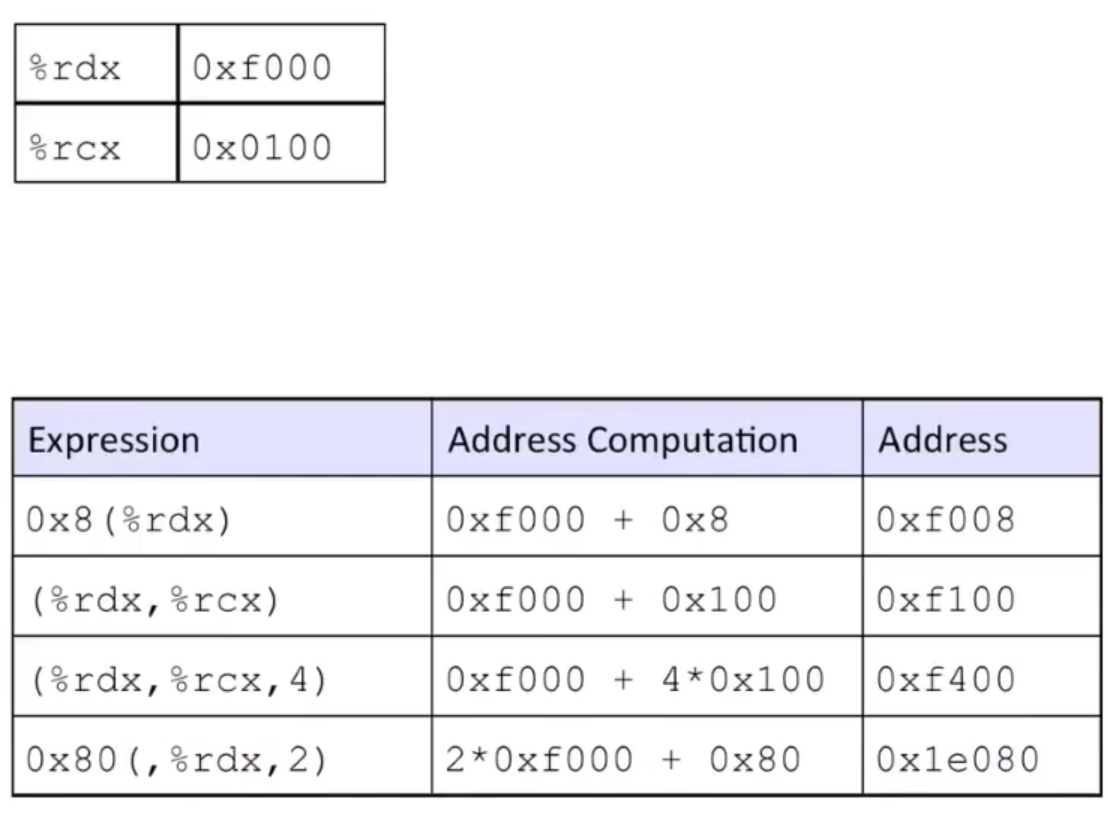 %rdx 0xf000
%rcx 0x0100
Expression Address Computation Address
0x8(%rdx) 0xf000 + 0x8 0xf008
(%rdx,%rcx) 0xf000 + 0x100 0xf100
(%rdx,%rcx,4) 0xf000 + 4*0x100 0xf400
0x80(,%rdx,2) 2*0xf000 + 0x80 0x1e080